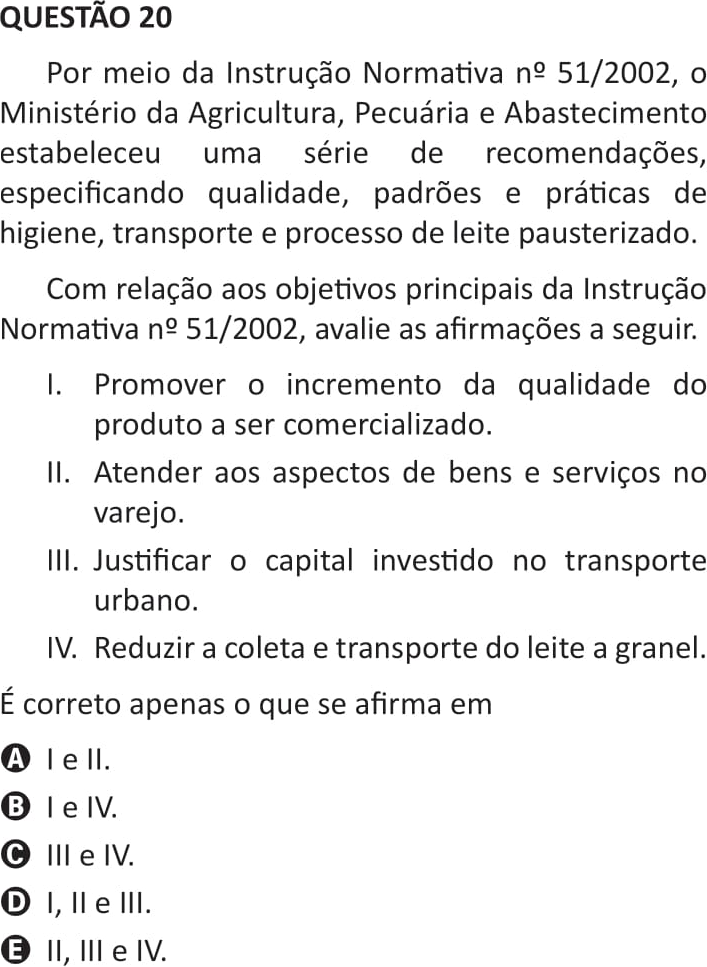 QUESTÃO 20
Por meio da Instrução Normativa nº 51/2002, o
Ministério da Agricultura, Pecuária e Abastecimento
estabeleceu uma série de recomendações,
especificando qualidade, padrões e práticas de
higiene, transporte e processo de leite pausterizado.
Com relação aos objetivos principais da Instrução
Normativa nº 51/2002, avalie as afirmações a seguir.
I. Promover o incremento da qualidade do
produto a ser comercializado.
II. Atender aos aspectos de bens e serviços no
varejo.
III. Justificar o capital investido no transporte
urbano.
IV. Reduzir a coleta e transporte do leite a granel.
É correto apenas o que se afirma em
A I e II.
B I e IV.
C III e IV.
D I, II e III.
E II, III e IV.